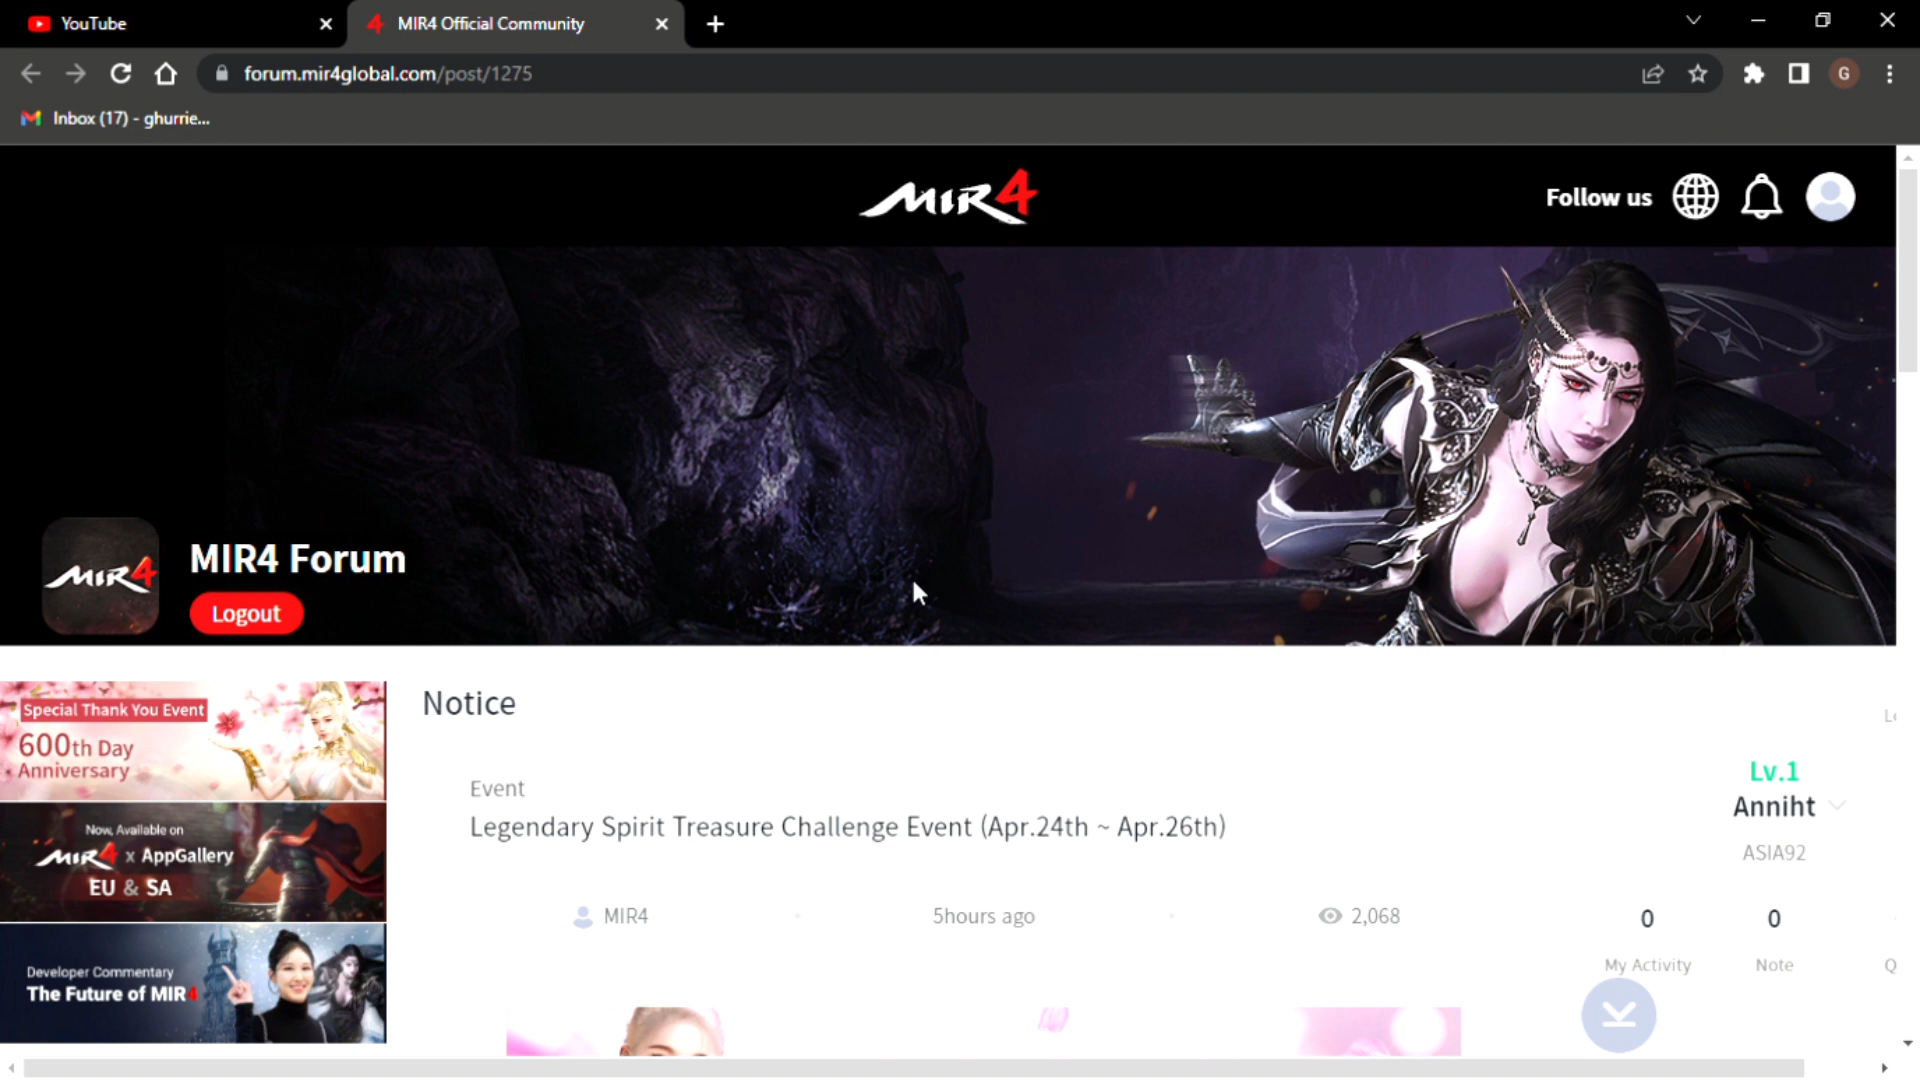 YouTube
MIR4 Official Community
forum.mir4global.com/post/1275
G
Inbox (17) - ghurrie...
MIR4
Follow us
MIR4
MIR4 Forum
Logout
Special Thank You Event
600th Day
Anniversary
Now, Available on
MIR4 x AppGallery
EU & SA
Developer Commentary
The Future of MIR4
Notice
Event
Legendary Spirit Treasure Challenge Event (Apr.24th ~ Apr.26th)
MIR4
5hours ago
2,068
Lv.1
Anniht
ASIA92
0
0
My Activity
Note
Q